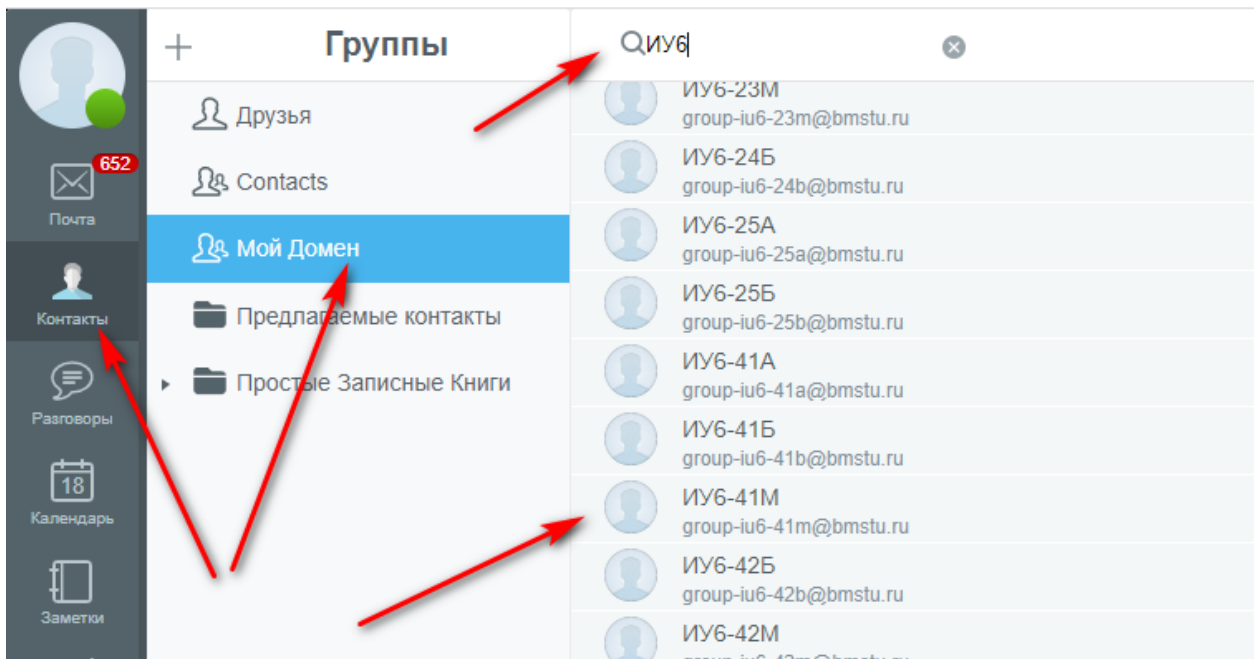 652
Почта
Контакты
Разговоры
18
Календарь
Заметки
Группы
Друзья
Contacts
Мой Домен
Предлагаемые контакты
Простые Записные Книги
ИУ6
ИУ6-23М
group-iu6-23m@bmstu.ru
ИУ6-24Б
group-iu6-24b@bmstu.ru
ИУ6-25А
group-iu6-25a@bmstu.ru
ИУ6-25Б
group-iu6-25b@bmstu.ru
ИУ6-41А
group-iu6-41a@bmstu.ru
ИУ6-41Б
group-iu6-41b@bmstu.ru
ИУ6-41М
group-iu6-41m@bmstu.ru
ИУ6-42Б
group-iu6-42b@bmstu.ru
ИУ6-42М